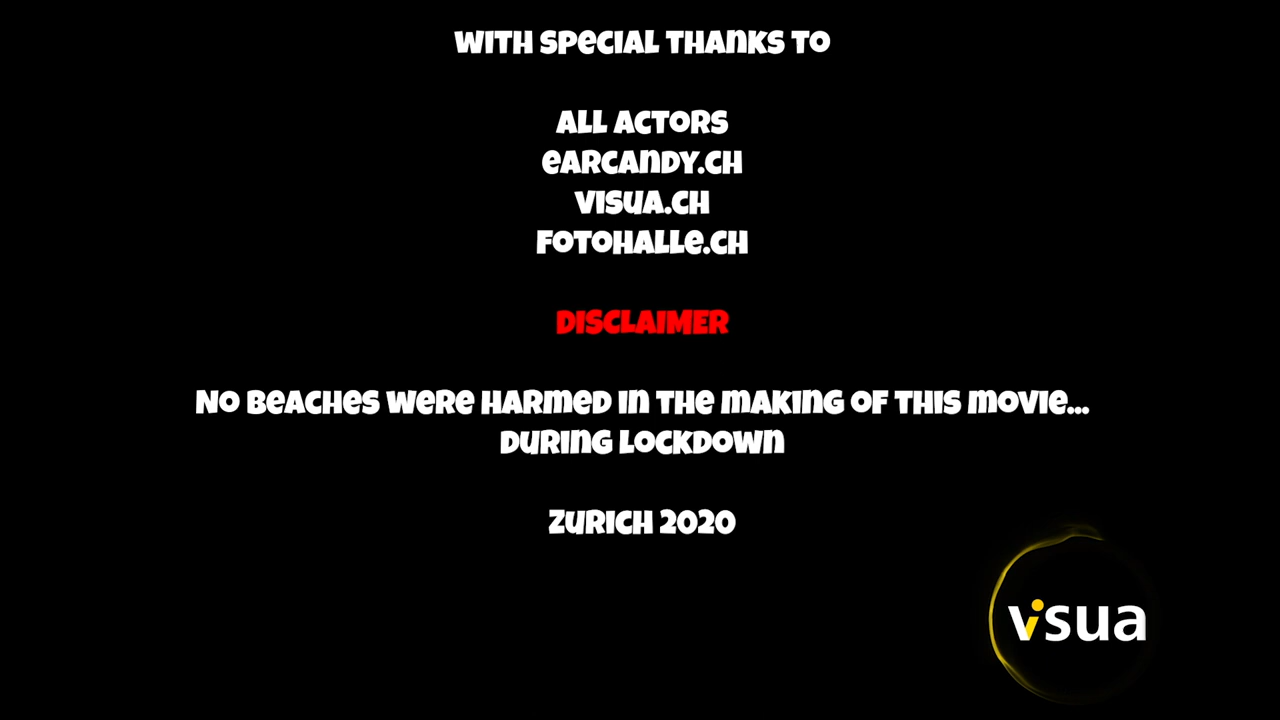 WITH SPECIAL THANKS TO
ALL ACTORS
EARCANDY.CH
VISUA.CH
FOTOHALLE.CH
DISCLAIMER
NO BEACHES WERE HARMED IN THE MAKING OF THIS MOVIE...
DURING LOCKDOWN
ZURICH 2020
visua